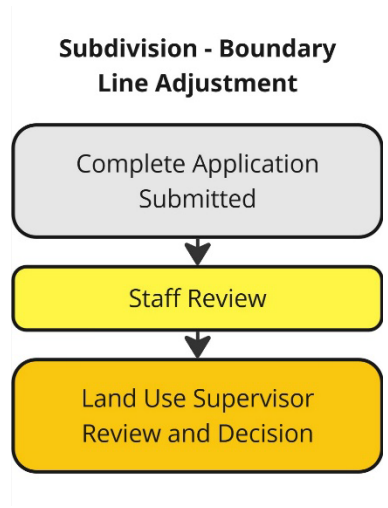 Subdivision - Boundary
Line Adjustment
Complete Application
Submitted
Staff Review
Land Use Supervisor
Review and Decision